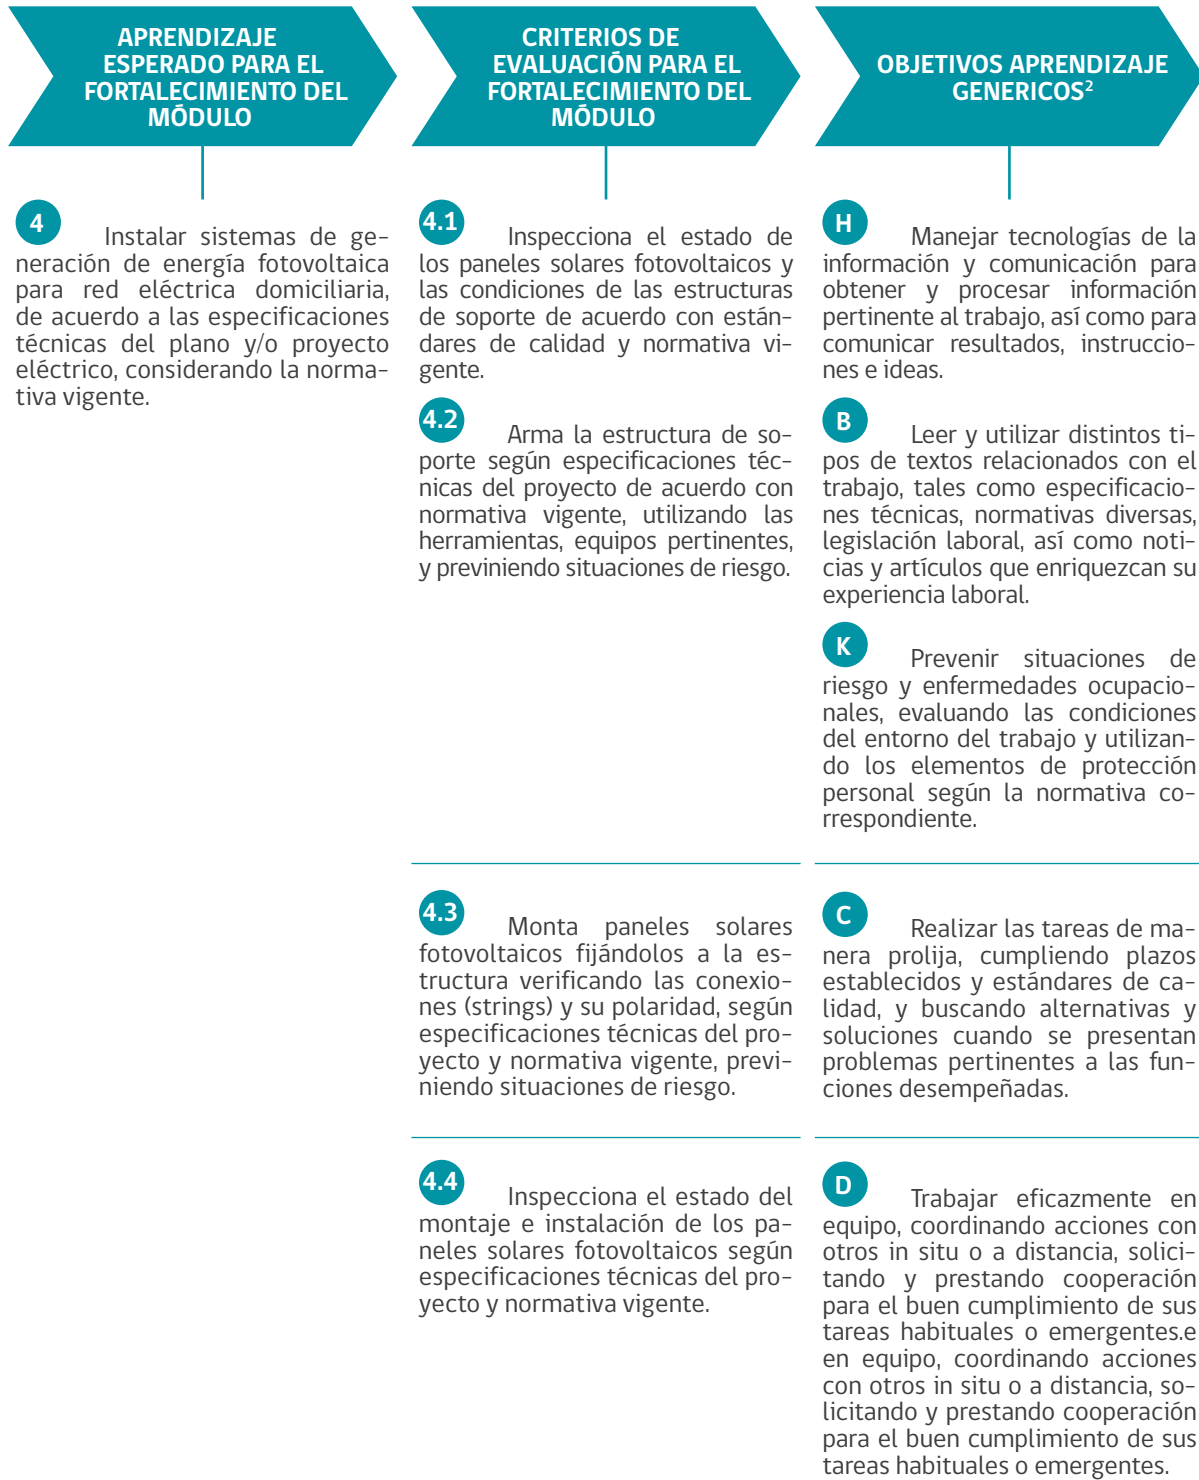 APRENDIZAJE
ESPERADO PARA EL
FORTALECIMIENTO DEL
MÓDULO
CRITERIOS DE
EVALUACIÓN PARA EL
FORTALECIMIENTO DEL
MÓDULO
OBJETIVOS APRENDIZAJE
GENERICOS²
4 Instalar sistemas de ge-
neración de energía fotovoltaica
para red eléctrica domiciliaria,
de acuerdo a las especificaciones
técnicas del plano y/o proyecto
eléctrico, considerando la norma-
tiva vigente.
4.1 Inspecciona el estado de
los paneles solares fotovoltaicos y
las condiciones de las estructuras
de soporte de acuerdo con están-
dares de calidad y normativa vi-
gente.
4.2 Arma la estructura de so-
porte según especificaciones téc-
nicas del proyecto de acuerdo con
normativa vigente, utilizando las
herramientas, equipos pertinentes,
y previniendo situaciones de riesgo.
H Manejar tecnologías de la
información y comunicación para
obtener y procesar información
pertinente al trabajo, así como para
comunicar resultados, instruccio-
nes e ideas.
B Leer y utilizar distintos ti-
pos de textos relacionados con el
trabajo, tales como especificacio-
nes técnicas, normativas diversas,
legislación laboral, así como noti-
cias y artículos que enriquezcan su
experiencia laboral.
K Prevenir situaciones de
riesgo y enfermedades ocupacio-
nales, evaluando las condiciones
del entorno del trabajo y utilizan-
do los elementos de protección
personal según la normativa co-
rrespondiente.
4.3 Monta paneles solares
fotovoltaicos fijándolos a la es-
tructura verificando las conexio-
nes (strings) y su polaridad, según
especificaciones técnicas del pro-
yecto y normativa vigente, previ-
niendo situaciones de riesgo.
C Realizar las tareas de ma-
nera prolija, cumpliendo plazos
establecidos y estándares de ca-
lidad, y buscando alternativas y
soluciones cuando se presentan
problemas pertinentes a las fun-
ciones desempeñadas.
4.4 Inspecciona el estado del
montaje e instalación de los pa-
neles solares fotovoltaicos según
especificaciones técnicas del pro-
yecto y normativa vigente.
D Trabajar eficazmente en
equipo, coordinando acciones con
otros in situ o a distancia, solici-
tando y prestando cooperación
para el buen cumplimiento de sus
tareas habituales o emergentes.e
en equipo, coordinando acciones
con otros in situ o a distancia, so-
licitando y prestando cooperación
para el buen cumplimiento de sus
tareas habituales o emergentes.